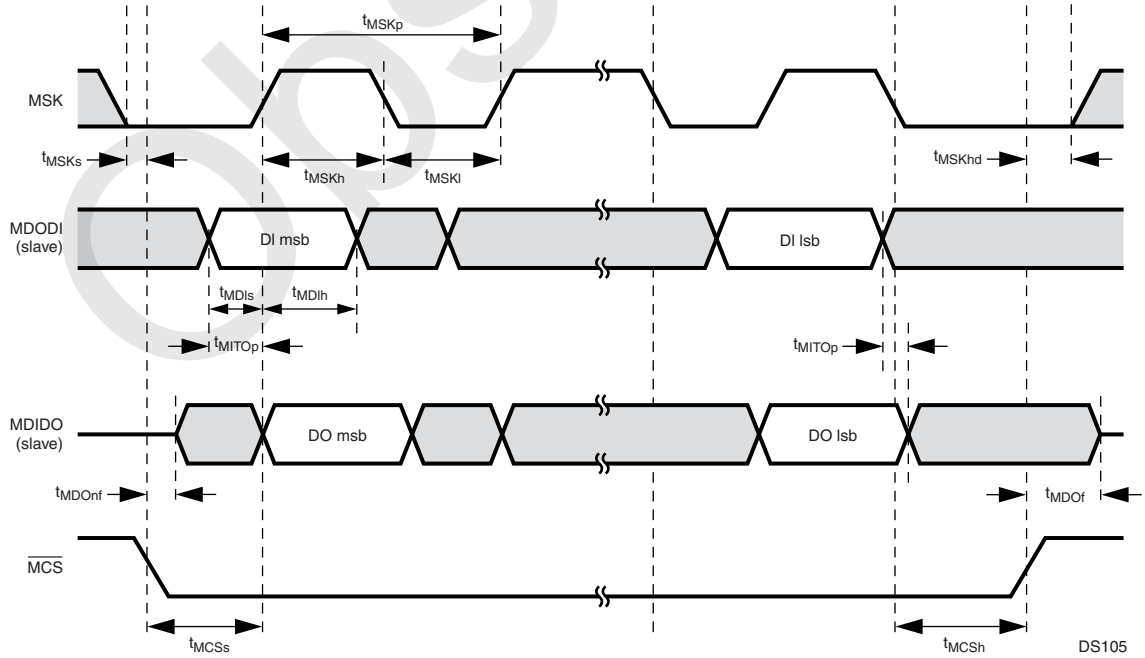 tMSKp
MSK
tMSKs
tMSKh
tMSKl
tMSKhd
MDODI
(slave)
DI msb
DI lsb
tMDIs
tMDIh
tMITOp
tMITOp
MDIDO
(slave)
DO msb
DO lsb
tMDOnf
tMDOf
MCS
tMCSs
tMCSh
DS105